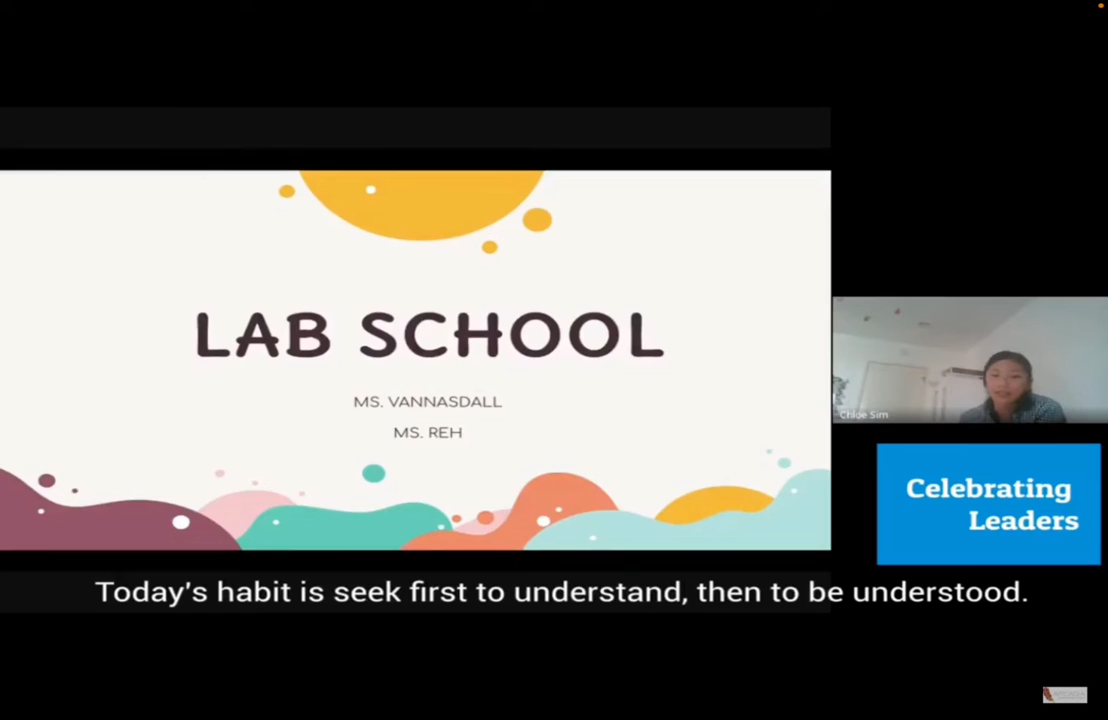 LAB SCHOOL
MS. VANNASDALL
MS. REH
Chloe Sim
Celebrating
Leaders
Today's habit is seek first to understand, then to be understood.